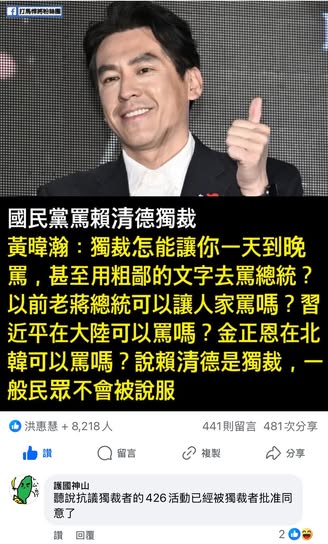 打馬悍將粉絲團
國民黨罵賴清德獨裁
黃暐瀚：獨裁怎能讓你一天到晚
罵，甚至用粗鄙的文字去罵總統？
以前老蔣總統可以讓人家罵嗎？習
近平在大陸可以罵嗎？金正恩在北
韓可以罵嗎？說賴清德是獨裁，一
般民眾不會被說服
洪惠慧 + 8,218 人 441則留言 481次分享
讚 留言 複製 分享
護國神山
聽說抗議獨裁者的426活動已經被獨裁者批准同
意了
讚 回覆 2